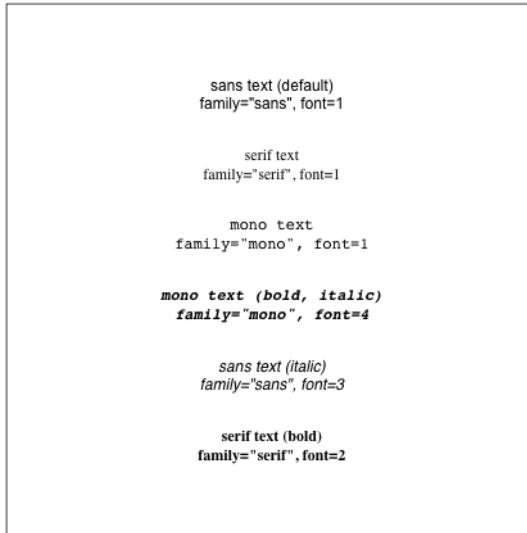 sans text (default)
family="sans", font=1
serif text
family="serif", font=1
mono text
family="mono", font=1
mono text (bold, italic)
family="mono", font=4
sans text (italic)
family="sans", font=3
serif text (bold)
family="serif", font=2